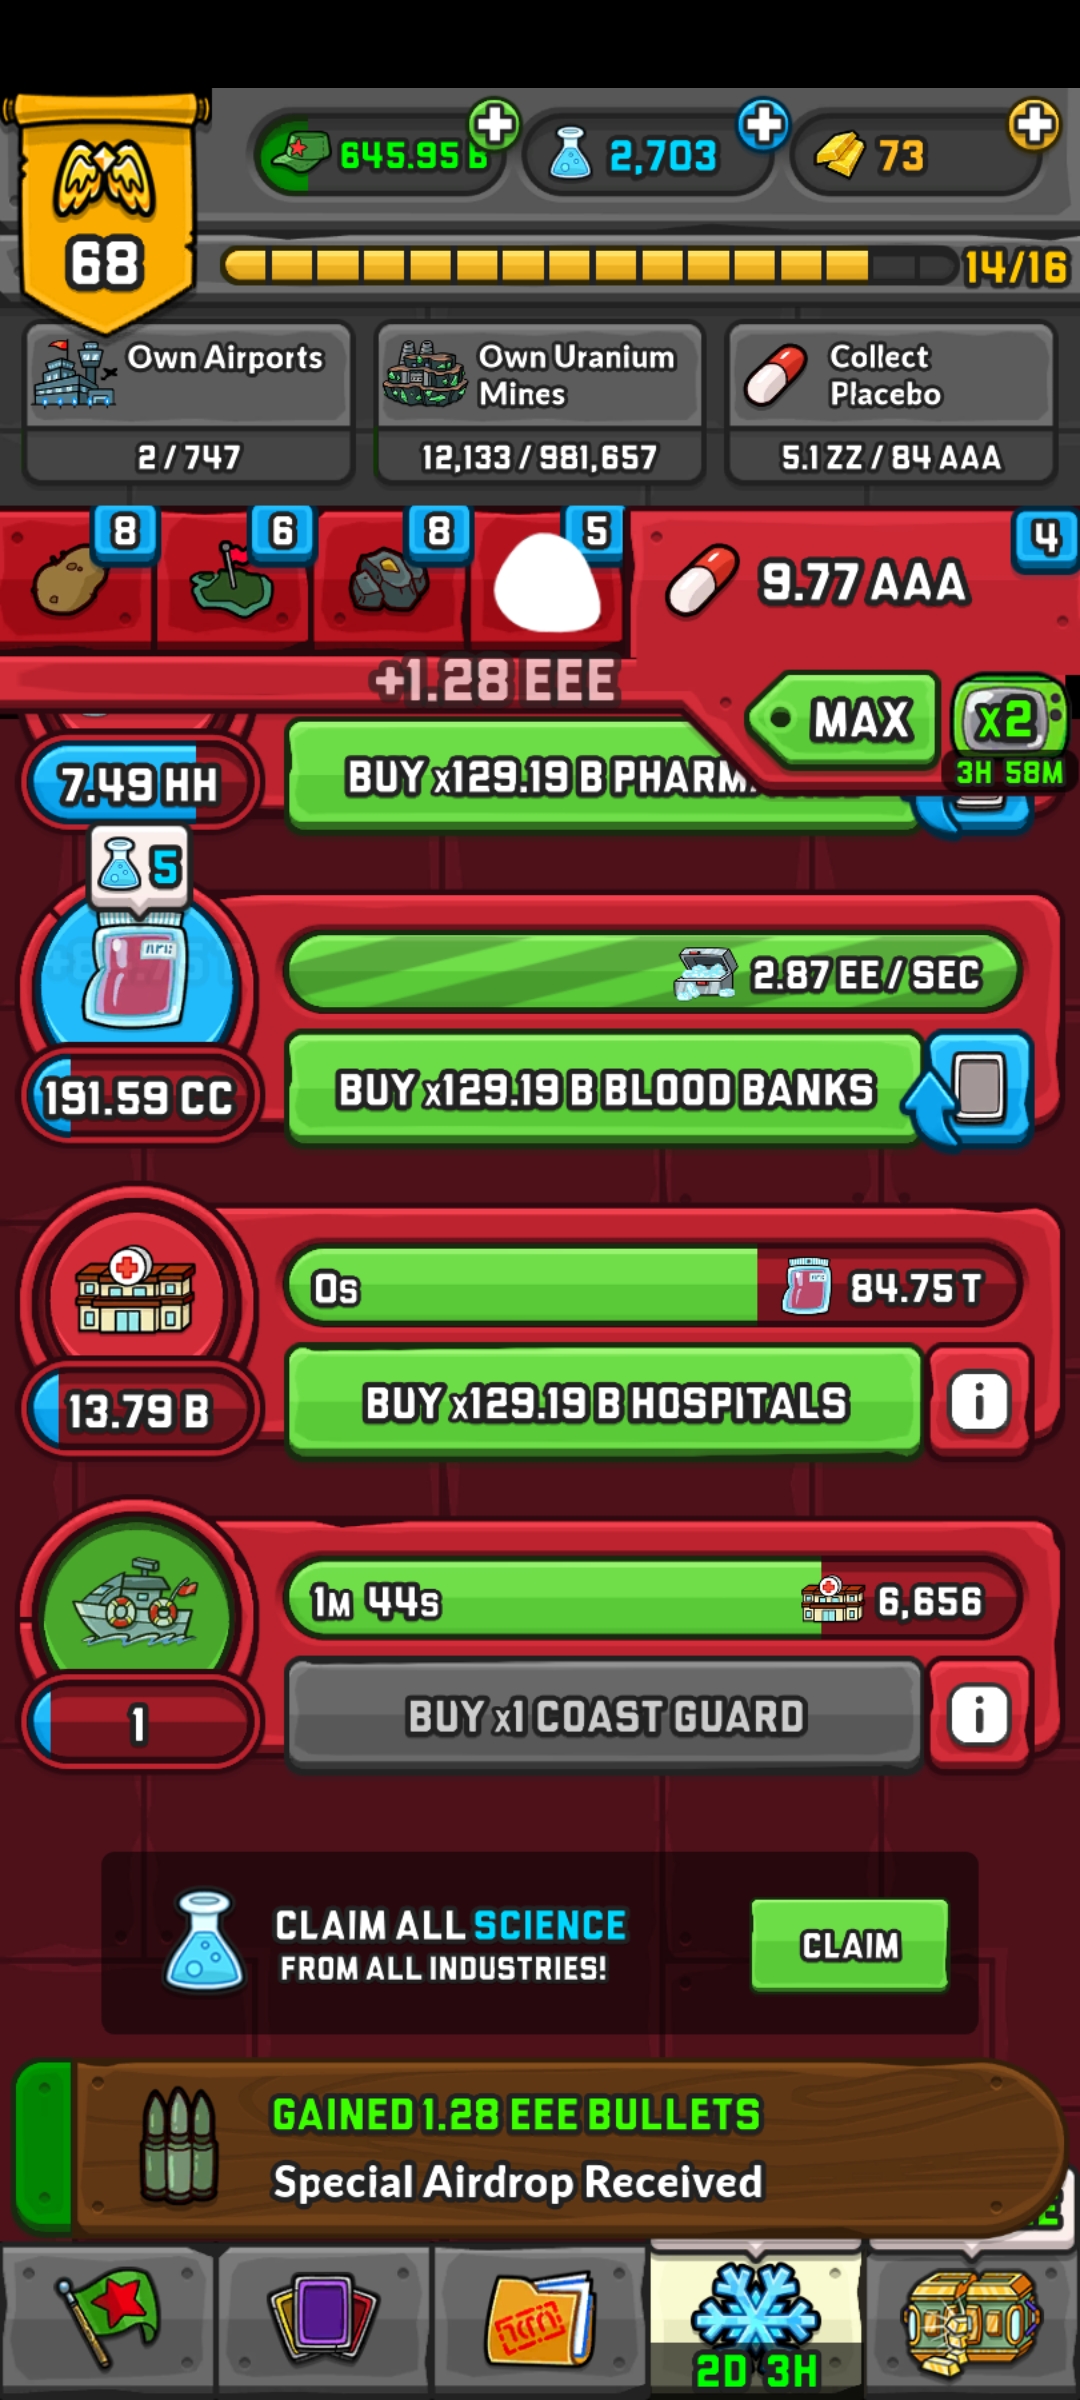 645.95 B
2,703
73
68
14/16
Own Airports
2 / 747
Own Uranium
Mines
12,133 / 981,657
Collect
Placebo
5.1 ZZ / 84 AAA
8
6
8
5
4
9.77 AAA
+1.28 EEE
MAX
x2
3H 58M
7.49 HH
BUY x129.19 B
5
2.87 EE / SEC
191.59 CC
BUY x129.19 B BLOOD BANKS
0s
84.75 T
13.79 B
BUY x129.19 B HOSPITALS
i
1M 44s
6,656
1
BUY x1 COAST GUARD
i
CLAIM ALL SCIENCE
FROM ALL INDUSTRIES!
CLAIM
GAINED 1.28 EEE BULLETS
Special Airdrop Received
2D 3H